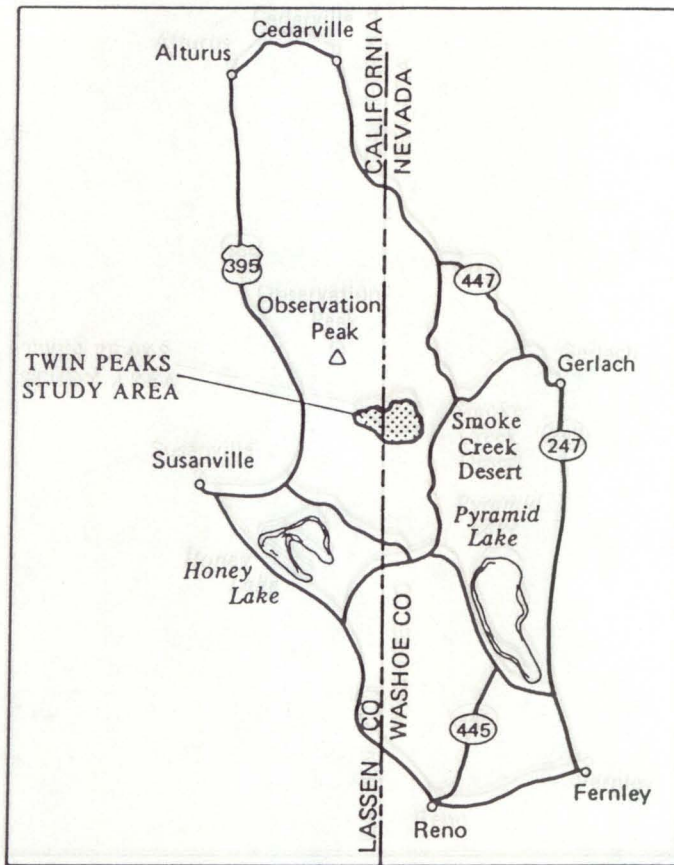 Cedarville
Alturus
CALIFORNIA
NEVADA
395
447
Observation
Peak
TWIN PEAKS
STUDY AREA
Gerlach
Smoke
Creek
Desert
247
Susanville
Pyramid
Lake
Honey
Lake
LASSEN CO
WASHOE CO
445
Fernley
Reno